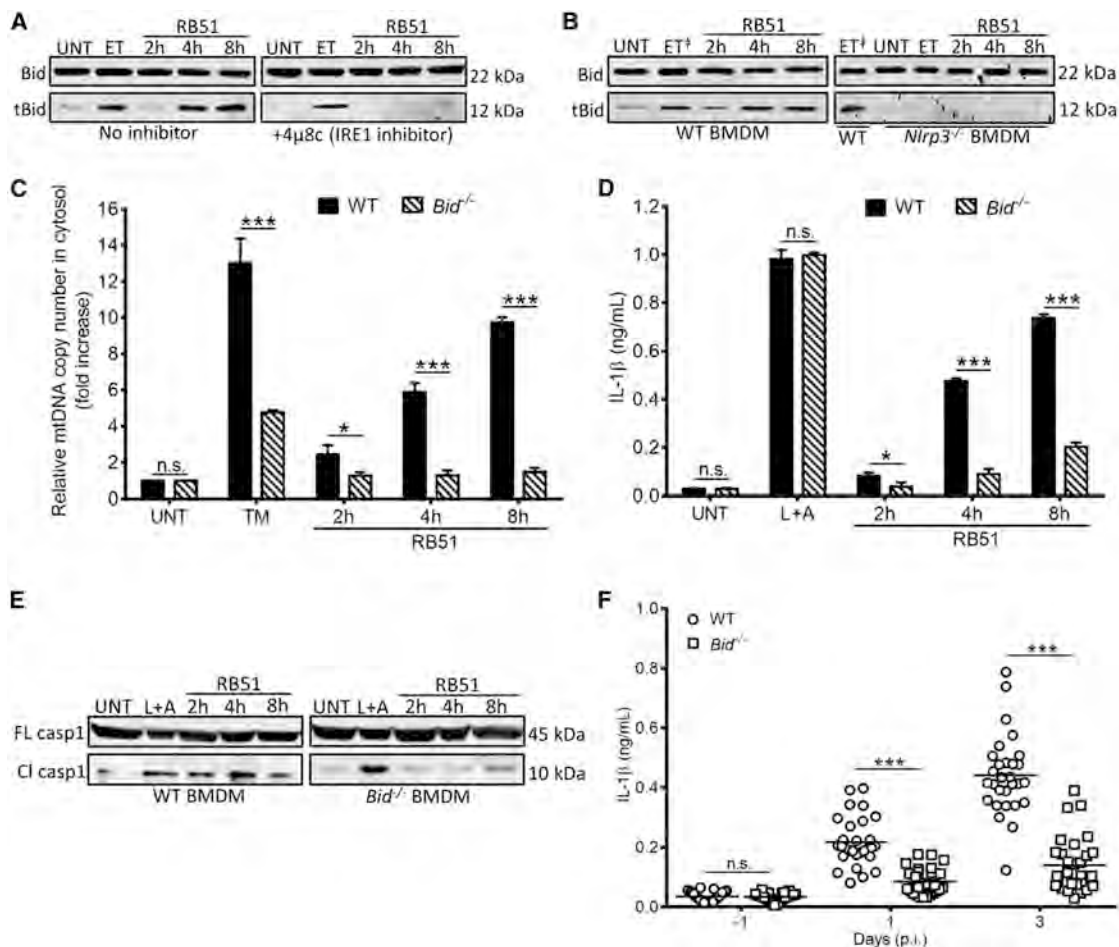 A
RB51
UNT ET 2h 4h 8h UNT ET 2h 4h 8h
Bid 22 kDa
tBid 12 kDa
No inhibitor +4µ8c (IRE1 inhibitor)
B
RB51 RB51
UNT ET‡ 2h 4h 8h ET‡ UNT ET 2h 4h 8h
Bid 22 kDa
tBid 12 kDa
WT BMDM WT Nlrp3-/- BMDM
C
WT Bid-/-
Relative mtDNA copy number in cytosol
(fold increase)
16
14
12
10
8
6
4
2
0
n.s. *** * *** ***
UNT TM 2h 4h 8h
RB51
D
WT Bid-/-
IL-1β (ng/mL)
1.2
1.0
0.8
0.6
0.4
0.2
0.0
n.s. n.s. * *** ***
UNT L+A 2h 4h 8h
RB51
E
RB51 RB51
UNT L+A 2h 4h 8h UNT L+A 2h 4h 8h
FL casp1 45 kDa
Cl casp1 10 kDa
WT BMDM Bid-/- BMDM
F
WT
Bid-/-
IL-1β (ng/mL)
1.0
0.8
0.6
0.4
0.2
0.0
n.s. *** ***
-1 1 3
Days (p.i.)